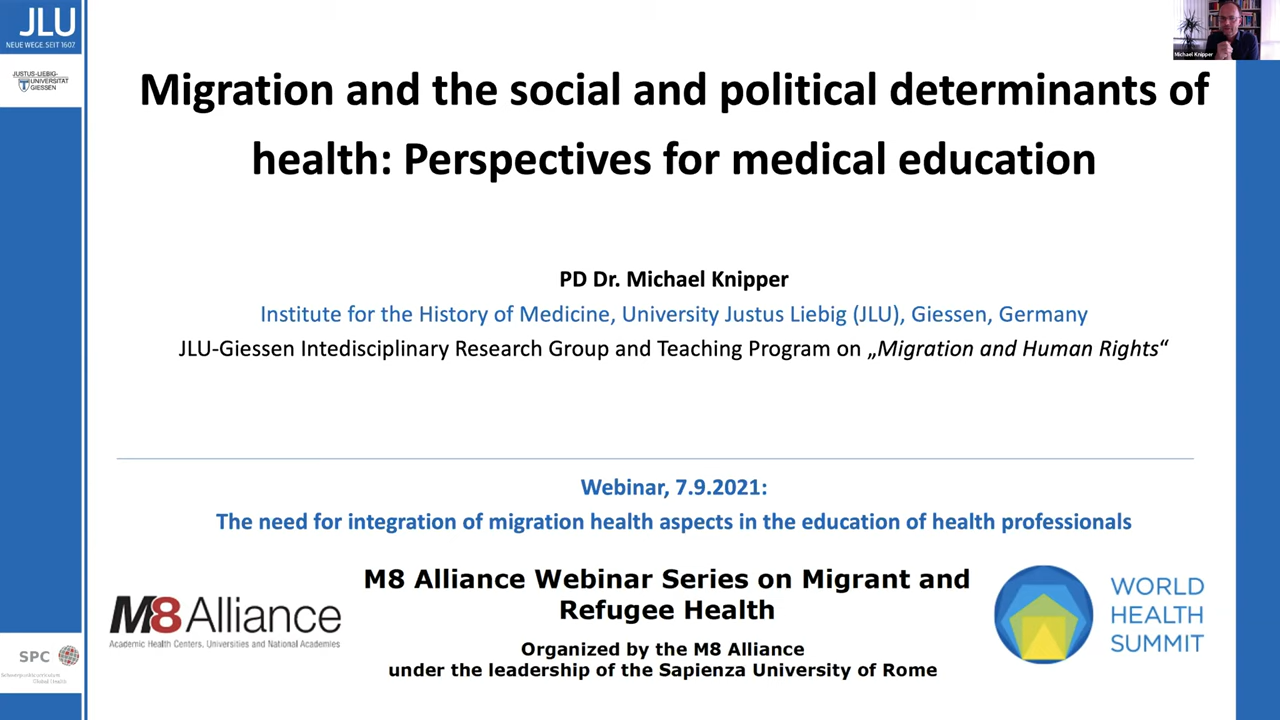 JLU
NEUE WEGE SEIT 1607
JUSTUS-LIEBIG-
UNIVERSITÄT
GIESSEN
Michael Knipper
Migration and the social and political determinants of
health: Perspectives for medical education
PD Dr. Michael Knipper
Institute for the History of Medicine, University Justus Liebig (JLU), Giessen, Germany
JLU-Giessen Intedisciplinary Research Group and Teaching Program on „Migration and Human Rights“
Webinar, 7.9.2021:
The need for integration of migration health aspects in the education of health professionals
M8 Alliance Webinar Series on Migrant and
Refugee Health
Organized by the M8 Alliance
under the leadership of the Sapienza University of Rome
M8 Alliance
Academic Health Centers, Universities and National Academies
WORLD
HEALTH
SUMMIT
SPC
Global Health